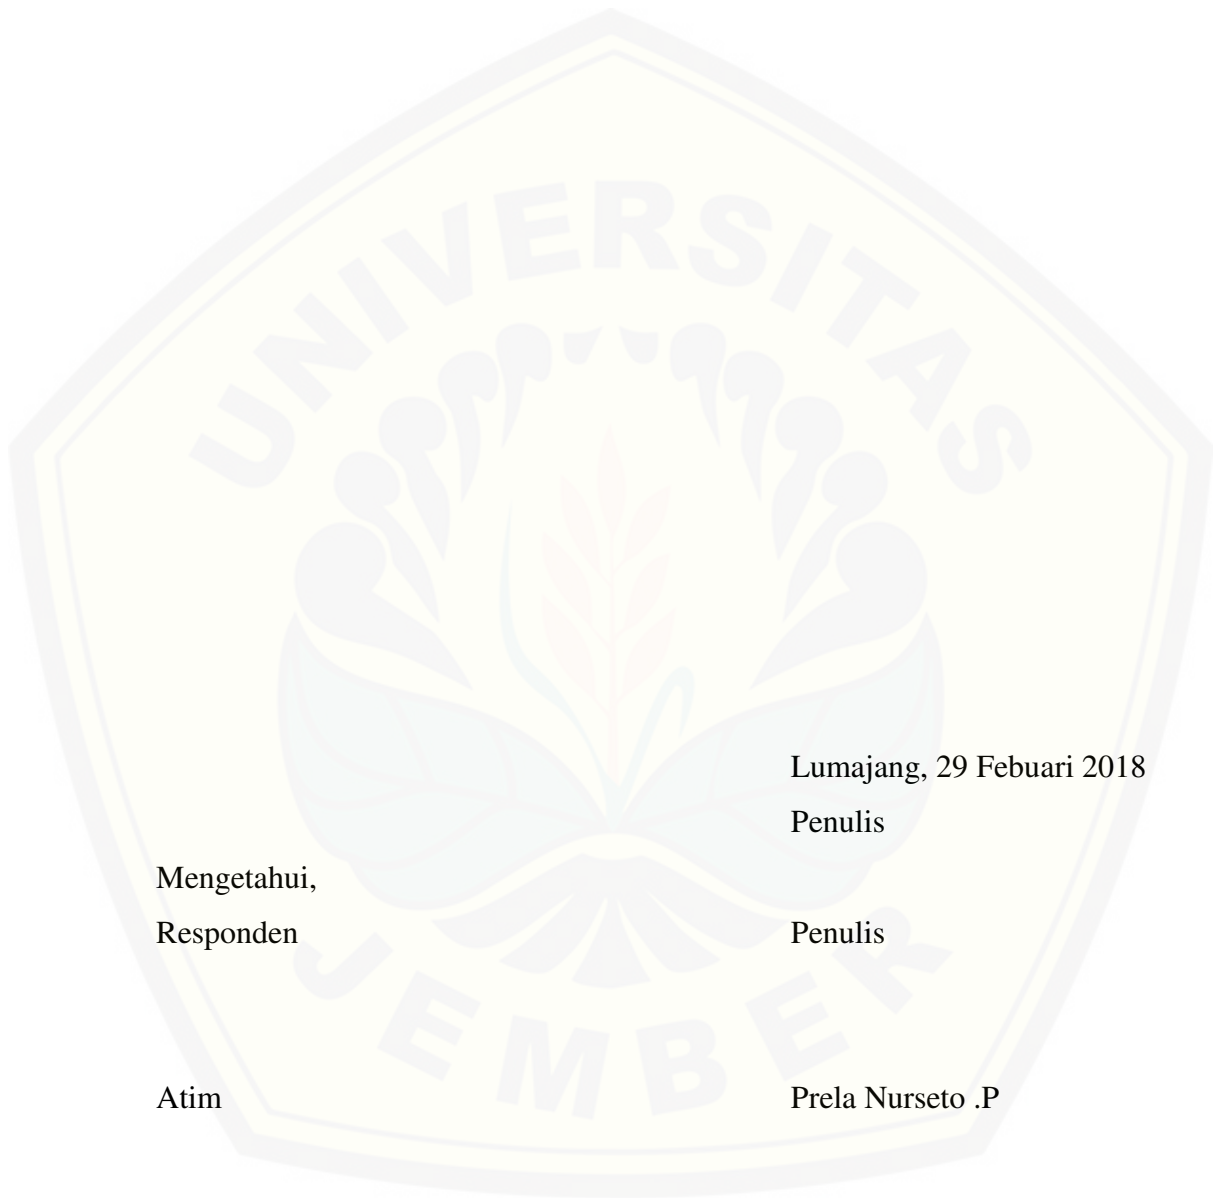 UNIVERSITAS
Lumajang, 29 Febuari 2018
Penulis
Mengetahui,
Responden Penulis
JEMBER
Atim Prela Nurseto .P